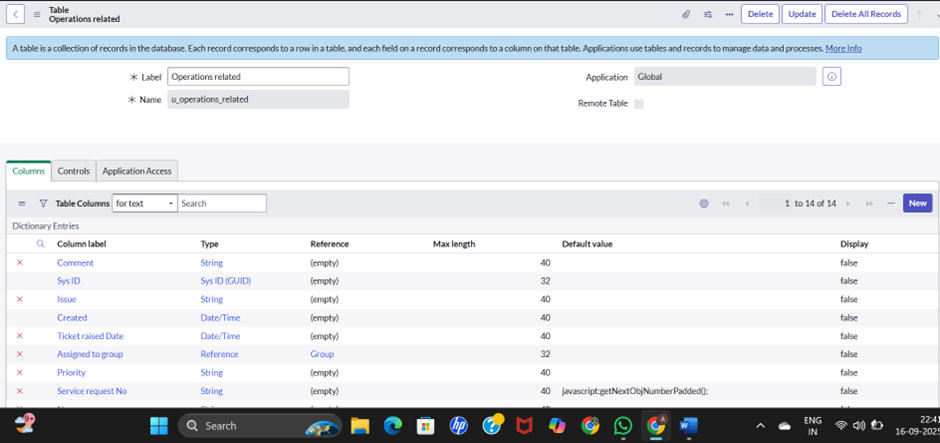 Table
Operations related
Delete Update Delete All Records
A table is a collection of records in the database. Each record corresponds to a row in a table, and each field on a record corresponds to a column on that table. Applications use tables and records to manage data and processes. More Info
Label Operations related Application Global
Name u_operations_related Remote Table
Columns Controls Application Access
Table Columns for text Search 1 to 14 of 14 New
Dictionary Entries
Column label Type Reference Max length Default value Display
Comment String (empty) 40 false
Sys ID Sys ID (GUID) (empty) 32 false
Issue String (empty) 40 false
Created Date/Time (empty) 40 false
Ticket raised Date Date/Time (empty) 40 false
Assigned to group Reference Group 32 false
Priority String (empty) 40 false
Service request No String (empty) 40 javascript:getNextObjNumberPadded(); false
Search ENG 22:41
IN 16-09-2025